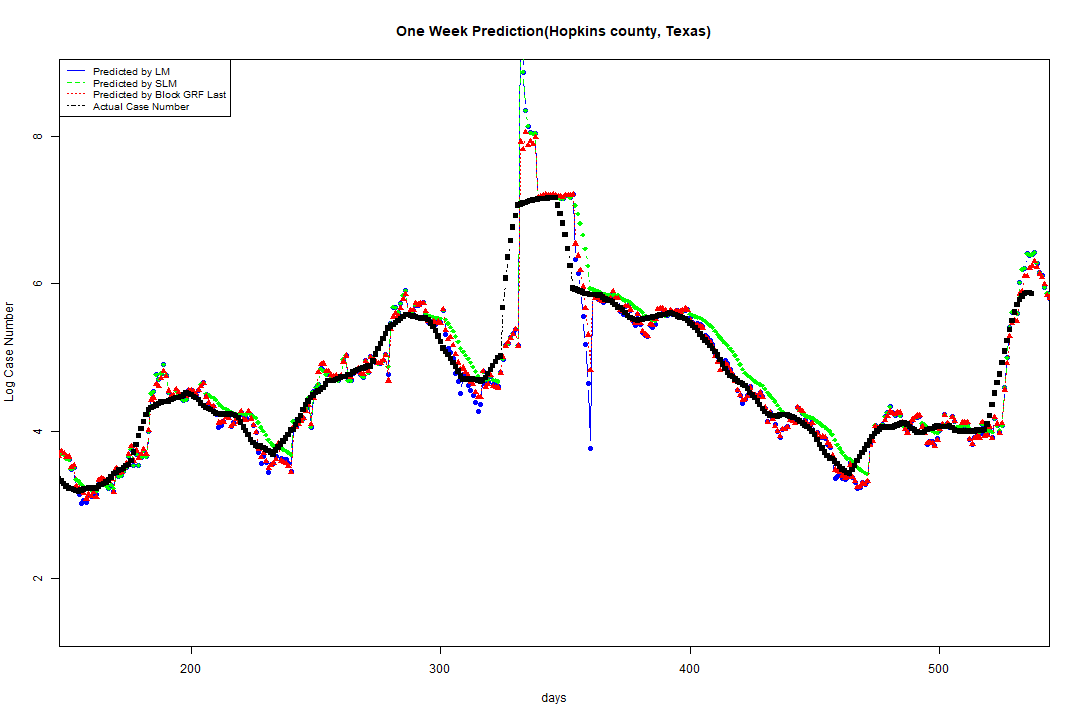 One Week Prediction(Hopkins county, Texas)
Predicted by LM
Predicted by SLM
Predicted by Block GRF Last
Actual Case Number
8
6
4
2
Log Case Number
200 300 400 500
days